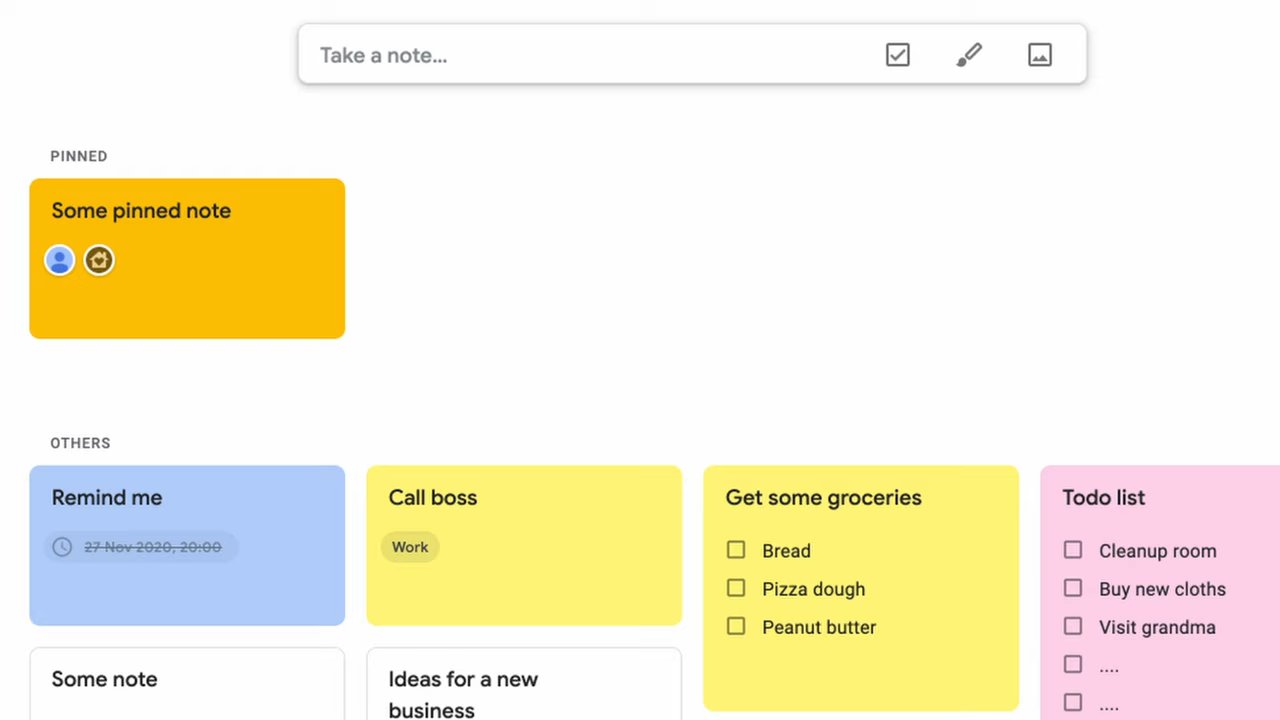 Take a note...
PINNED
Some pinned note
OTHERS
Remind me
27 Nov 2020, 20:00
Call boss
Work
Get some groceries
Bread
Pizza dough
Peanut butter
Todo list
Cleanup room
Buy new cloths
Visit grandma
....
....
Some note
Ideas for a new
business